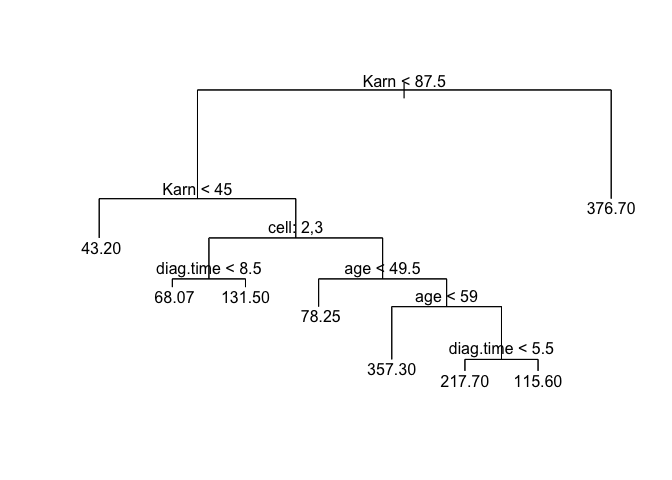 Karn < 87.5
Karn < 45
376.70
43.20
cell: 2,3
diag.time < 8.5
age < 49.5
68.07
131.50
78.25
age < 59
357.30
diag.time < 5.5
217.70
115.60